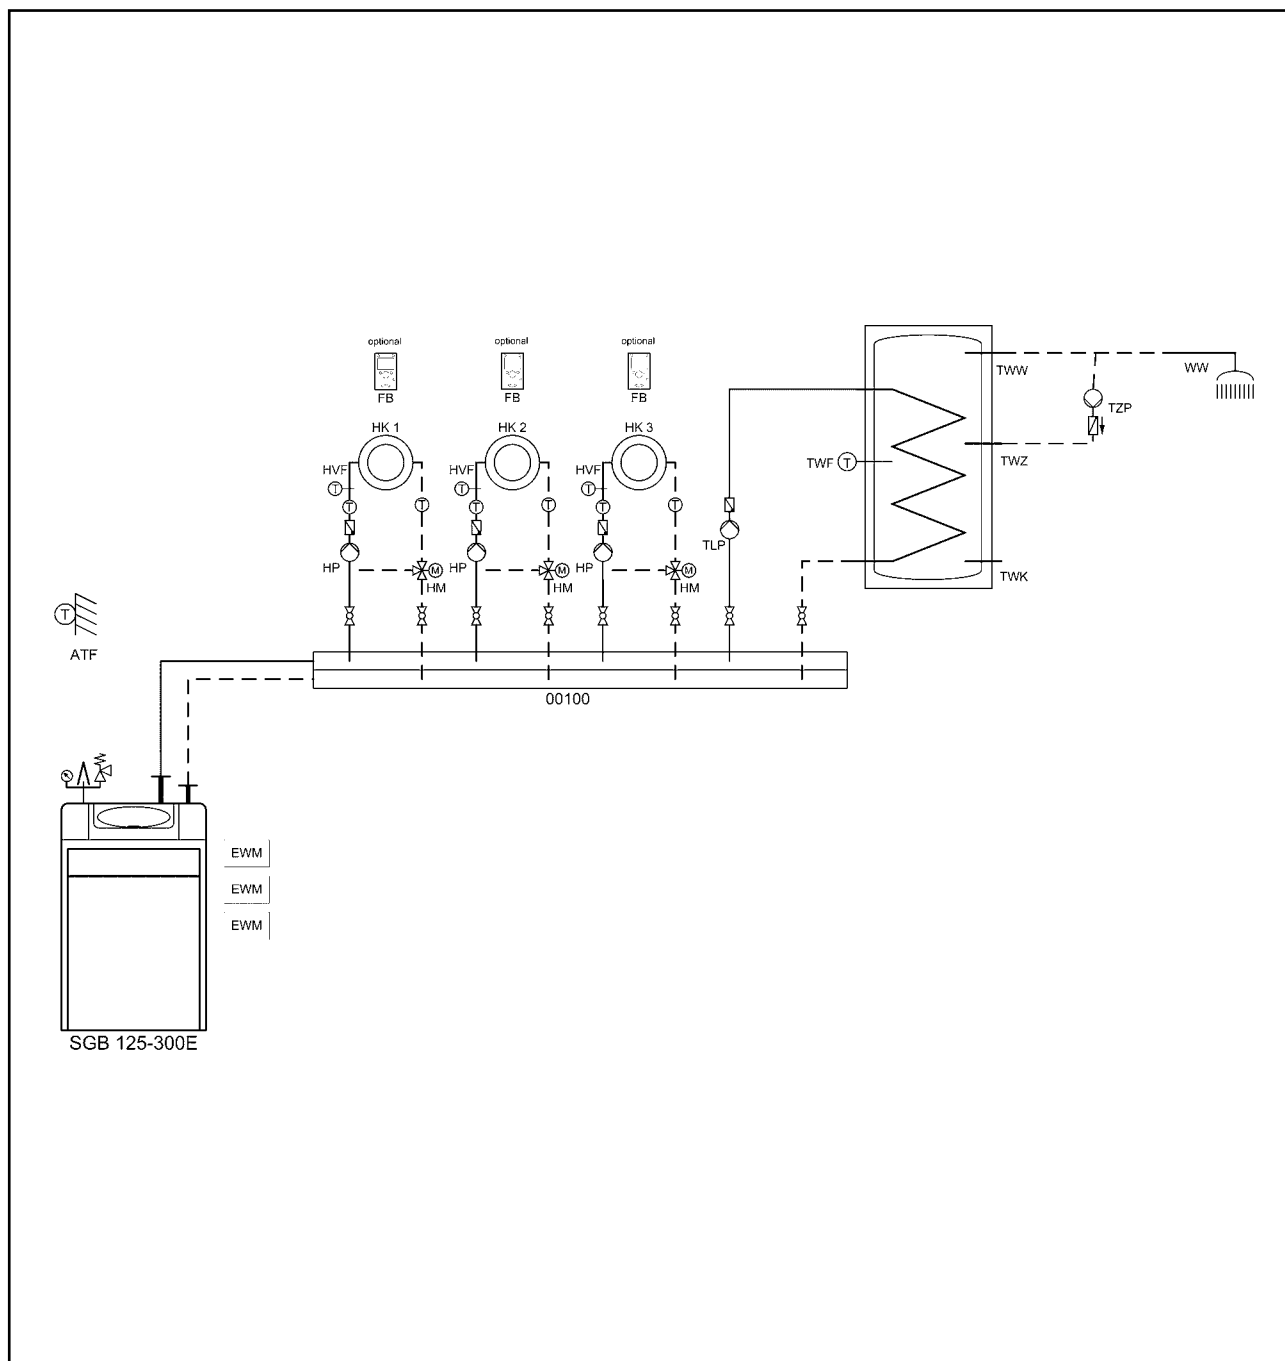 optional optional optional
FB FB FB
HK 1 HK 2 HK 3
HVF HVF HVF
T T T
T T T T T T
HP HP HP
M M M
HM HM HM
TLP
TWW
WW
TZP
TWZ
TWF T
TWK
T
ATF
00100
EWM
EWM
EWM
SGB 125-300E